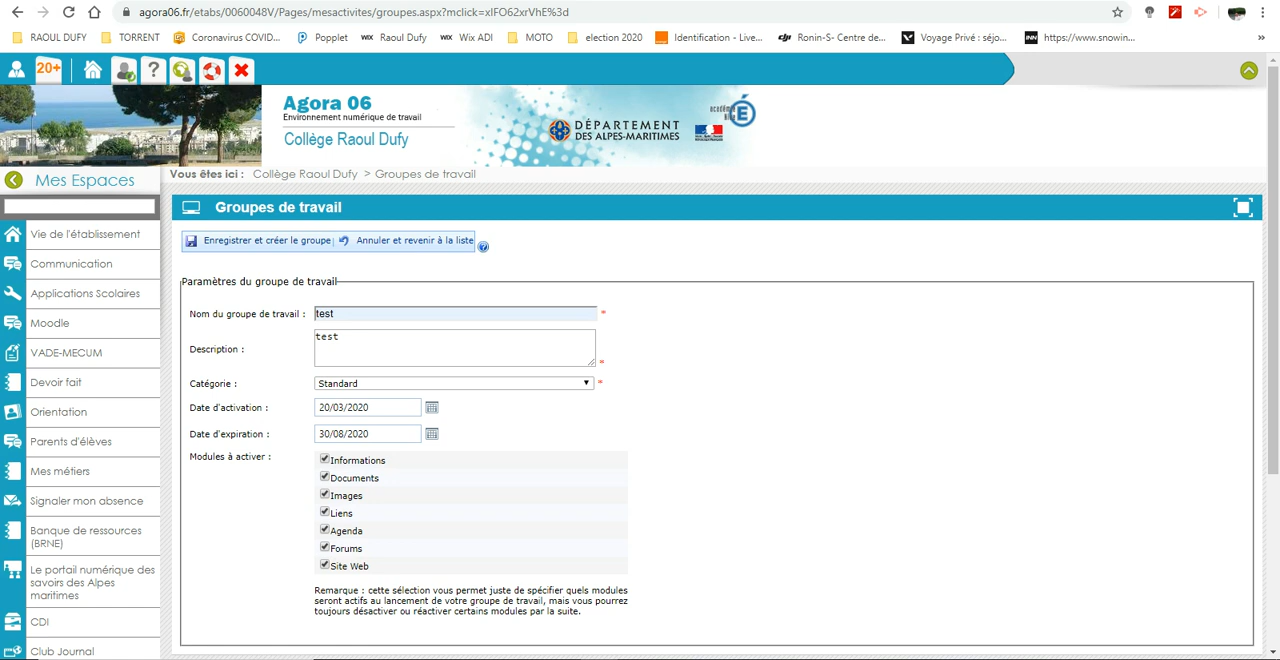 agora06.fr/etabs/0060048V/Pages/mesactivites/groupes.aspx?mclick=xIFO62xrVhE%3d
RAOUL DUFY TORRENT Coronavirus COVID... Popplet WIX Raoul Dufy WIX Wix ADI MOTO election 2020 Identification - Live... Ronin-S- Centre de... Voyage Privé : séjo... https://www.snowin... »
20+ ?
Agora 06
Environnement numérique de travail
Collège Raoul Dufy
DÉPARTEMENT
DES ALPES-MARITIMES
Mes Espaces
Vous êtes ici : Collège Raoul Dufy > Groupes de travail
Groupes de travail
Enregistrer et créer le groupe | Annuler et revenir à la liste ?
Vie de l'établissement
Communication
Applications Scolaires
Moodle
VADE-MECUM
Devoir fait
Orientation
Parents d'élèves
Mes métiers
Signaler mon absence
Banque de ressources
(BRNE)
Le portail numérique des
savoirs des Alpes
maritimes
CDI
Club Journal
Paramètres du groupe de travail
Nom du groupe de travail : test *
Description : test *
Catégorie : Standard *
Date d'activation : 20/03/2020
Date d'expiration : 30/08/2020
Modules à activer :
Informations
Documents
Images
Liens
Agenda
Forums
Site Web
Remarque : cette sélection vous permet juste de spécifier quels modules
seront actifs au lancement de votre groupe de travail, mais vous pourrez
toujours désactiver ou réactiver certains modules par la suite.